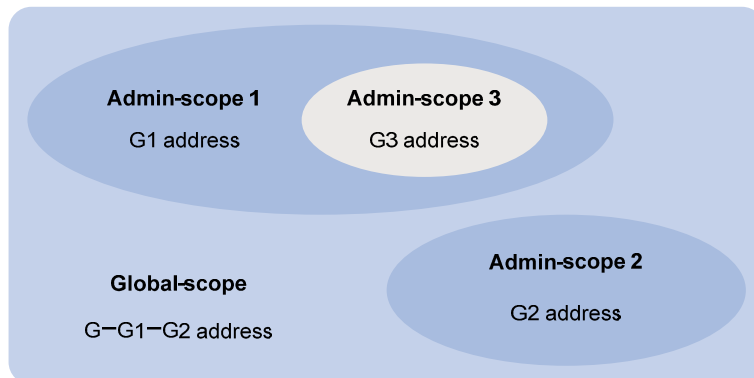 Admin-scope 1
G1 address
Admin-scope 3
G3 address
Global-scope
G−G1−G2 address
Admin-scope 2
G2 address